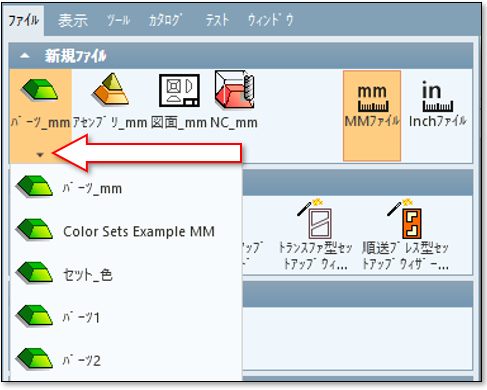 ファイル 表示 ツール カタログ テスト ウィンドウ
新規ファイル
パーツ_mm アセンブリ_mm 図面_mm NC_mm mm MMファイル in Inchファイル
パーツ_mm
Color Sets Example MM
セット_色
パーツ1
パーツ2
トランスファ型セッ
トアップウィ...
順送プレス型セッ
トアップウィザー...